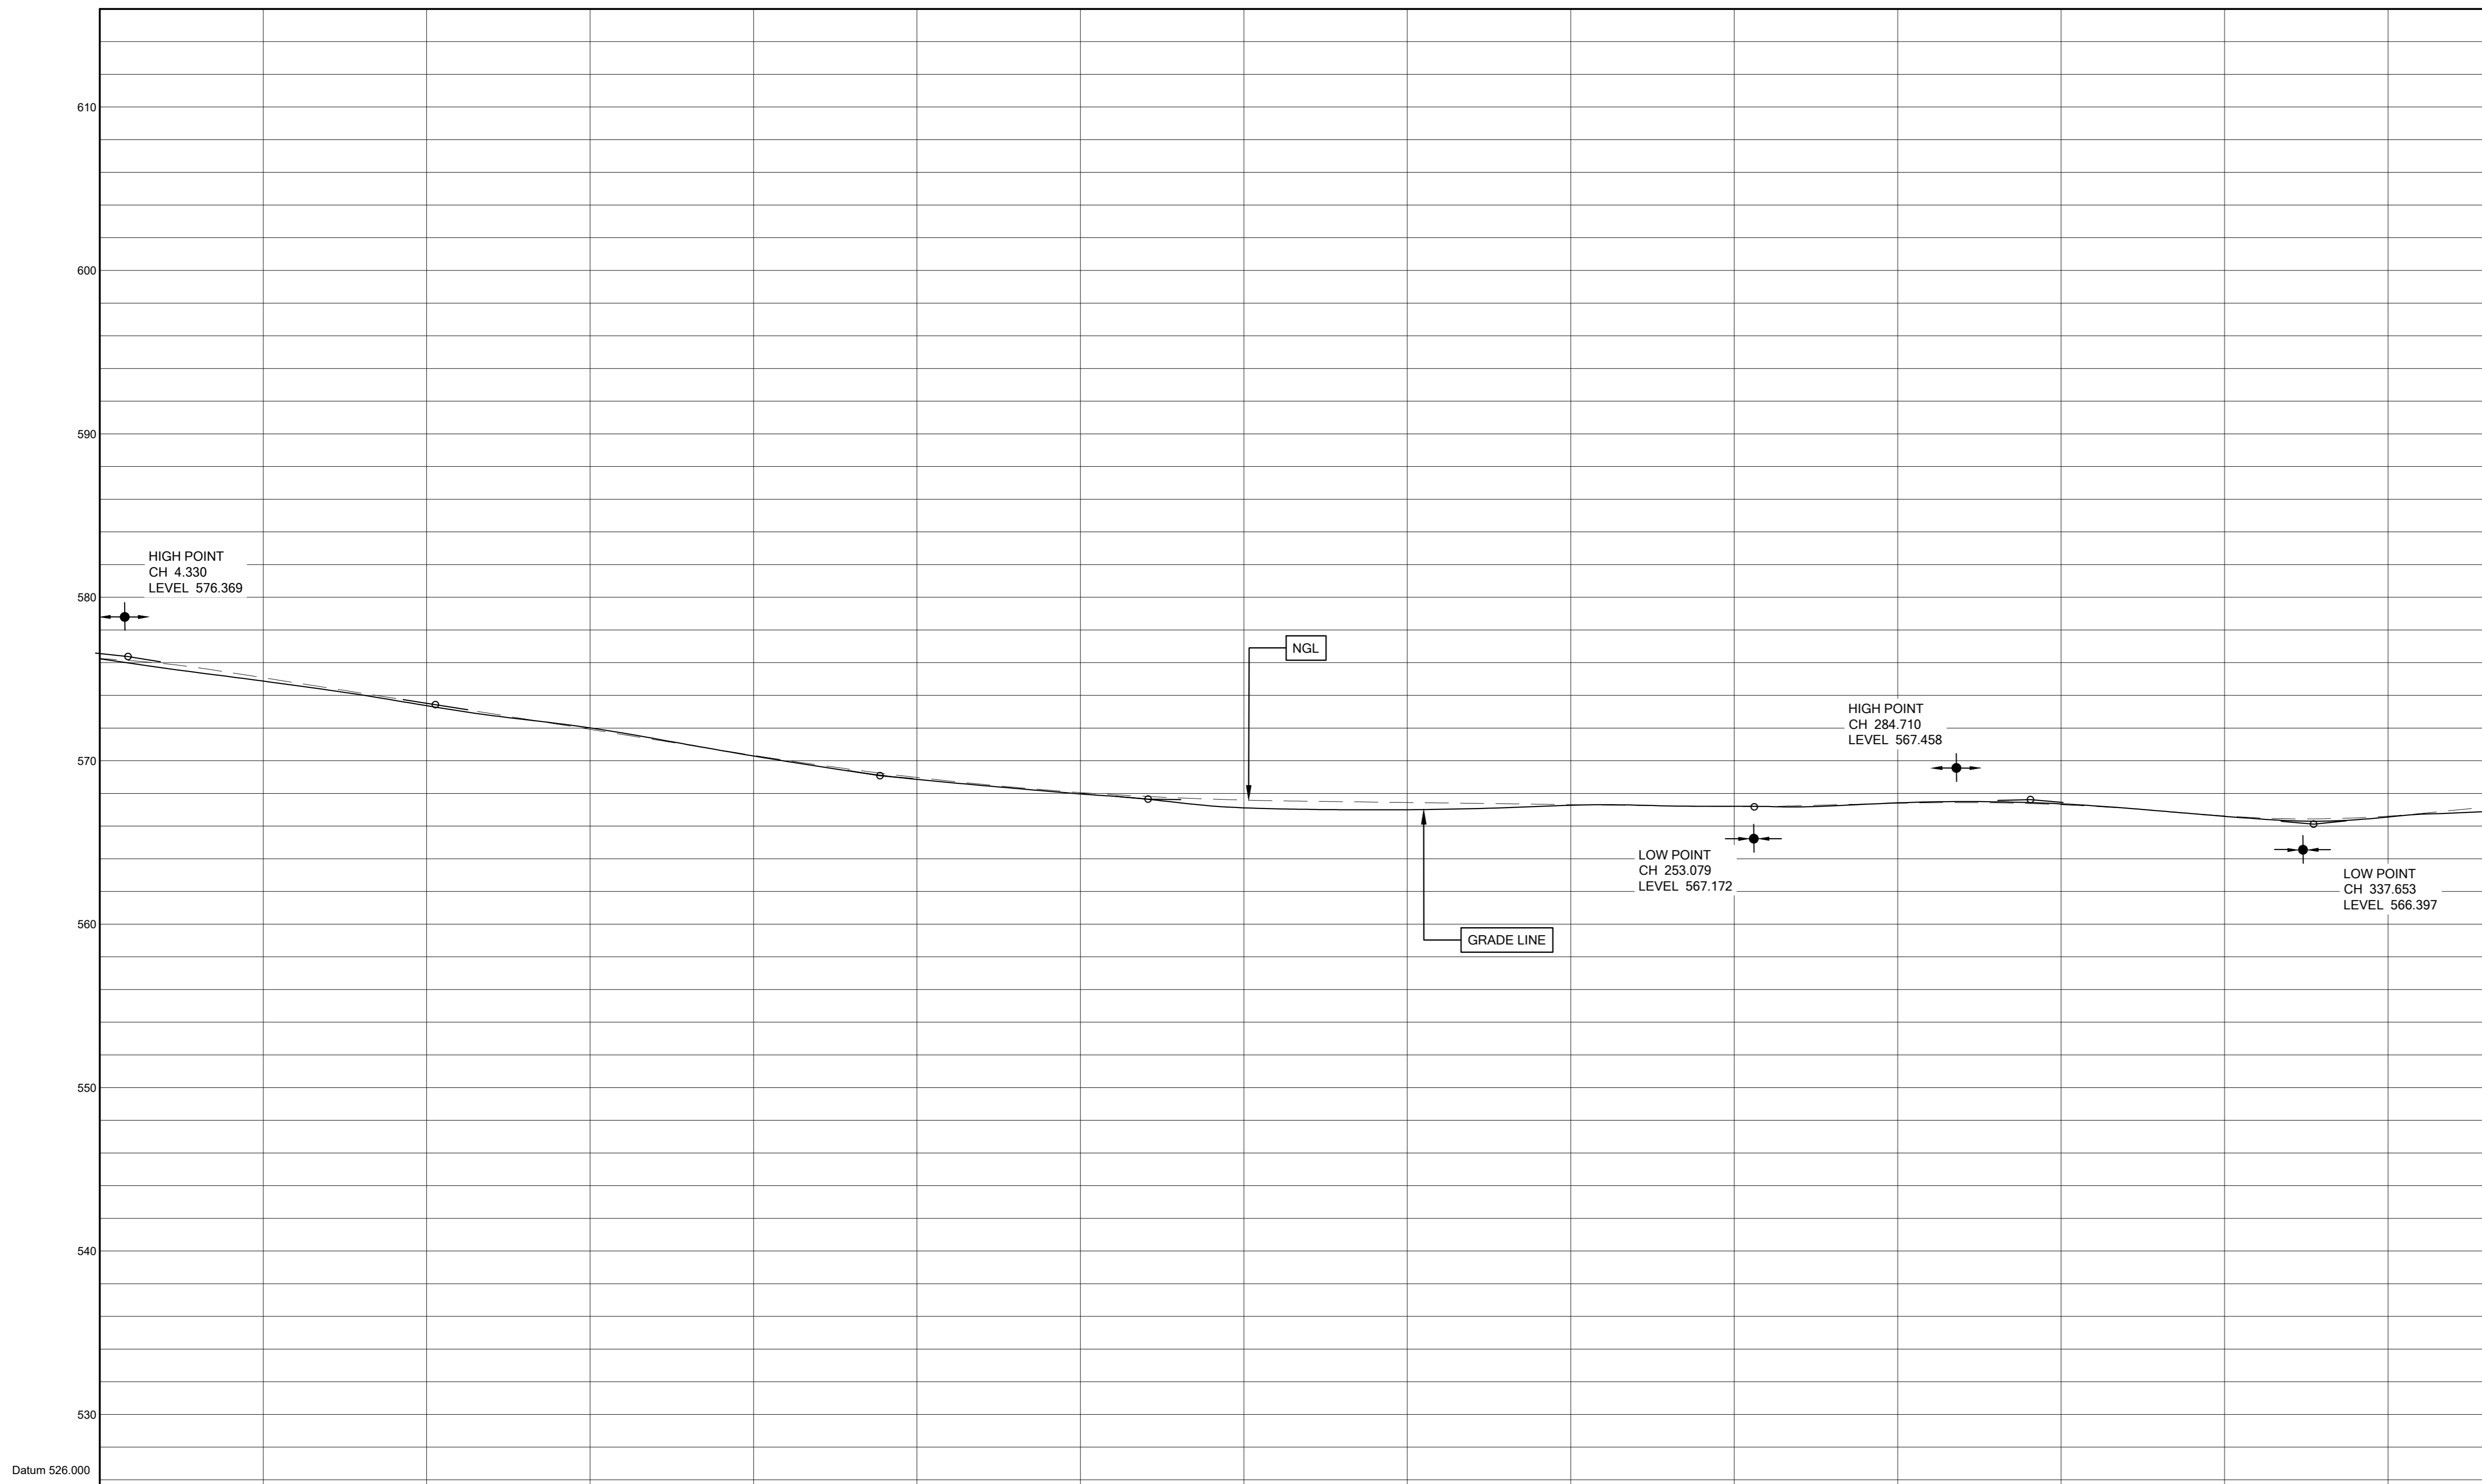 610
600
590
HIGH POINT
CH 4.330
LEVEL 576.369
580
NGL
HIGH POINT
CH 284.710
LEVEL 567.458
570
LOW POINT
CH 253.079
LEVEL 567.172
LOW POINT
CH 337.653
LEVEL 566.397
560
GRADE LINE
550
540
530
Datum 526.000